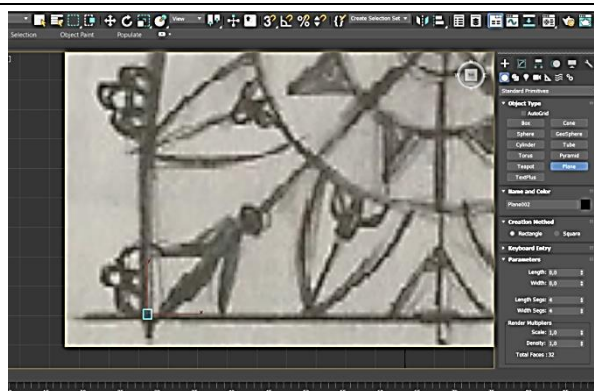 View
3
%
{}
Create Selection Set
Selection Object Paint Populate
Standard Primitives
Object Type
AutoGrid
Box Cone
Sphere GeoSphere
Cylinder Tube
Torus Pyramid
Teapot Plane
TextPlus
Name and Color
Plane002
Creation Method
Rectangle Square
Keyboard Entry
Parameters
Length: 0,0
Width: 0,0
Length Segs: 4
Width Segs: 4
Render Multipliers
Scale: 1,0
Density: 1,0
Total Faces : 32